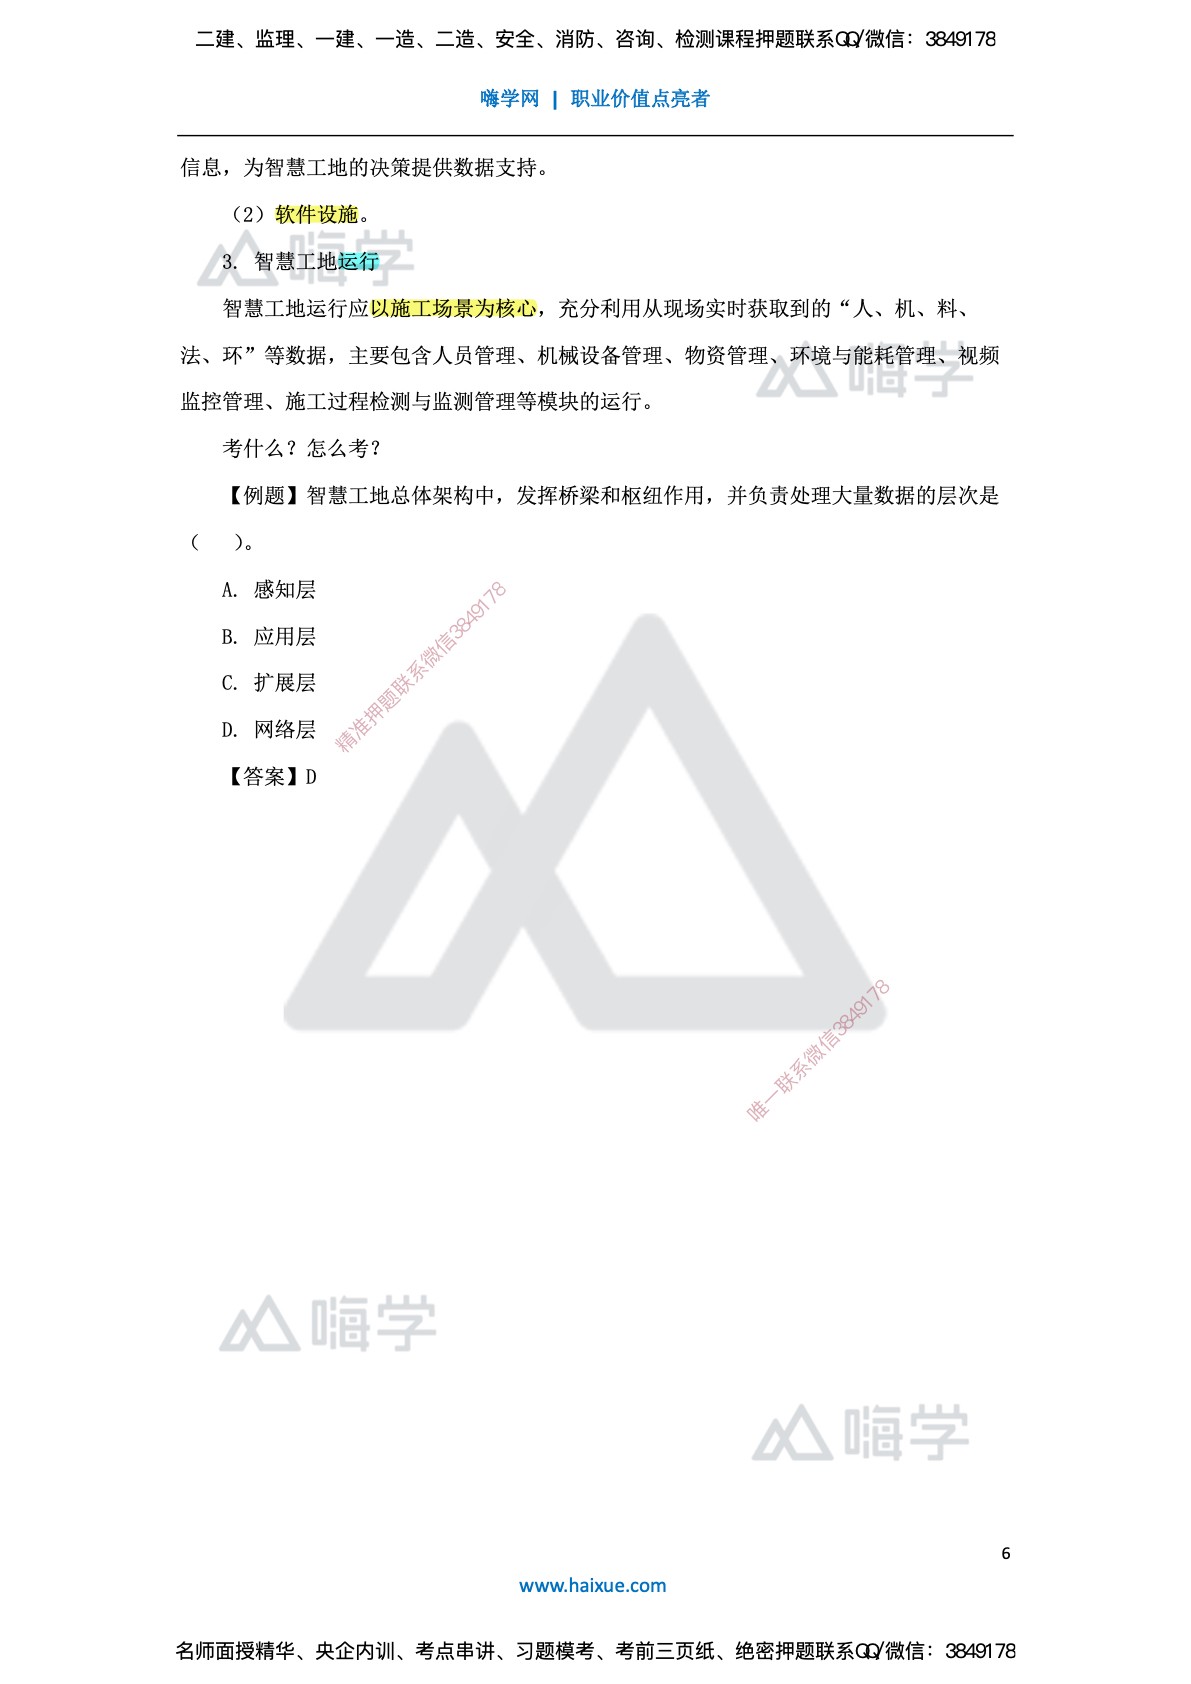 二建、监理、一建、一造、二造、安全、消防、咨询、检测课程押题联系QQ/微信：3849178
嗨学网 | 职业价值点亮者
信息，为智慧工地的决策提供数据支持。
（2）软件设施。
嗨学
3. 智慧工地运行
智慧工地运行应以施工场景为核心，充分利用从现场实时获取到的“人、机、料、
法、环”等数据，主要包含人员管理、机械设备管理、物资管理、环境与能耗管理、视频
嗨学
监控管理、施工过程检测与监测管理等模块的运行。
考什么？怎么考？
【例题】智慧工地总体架构中，发挥桥梁和枢纽作用，并负责处理大量数据的层次是
（　　）。
A. 感知层
B. 应用层
C. 扩展层
D. 网络层
精准押题联系微信3849178
【答案】D
唯一联系微信3849178
嗨学
嗨学
6
www.haixue.com
名师面授精华、央企内训、考点串讲、习题模考、考前三页纸、绝密押题联系QQ/微信：3849178